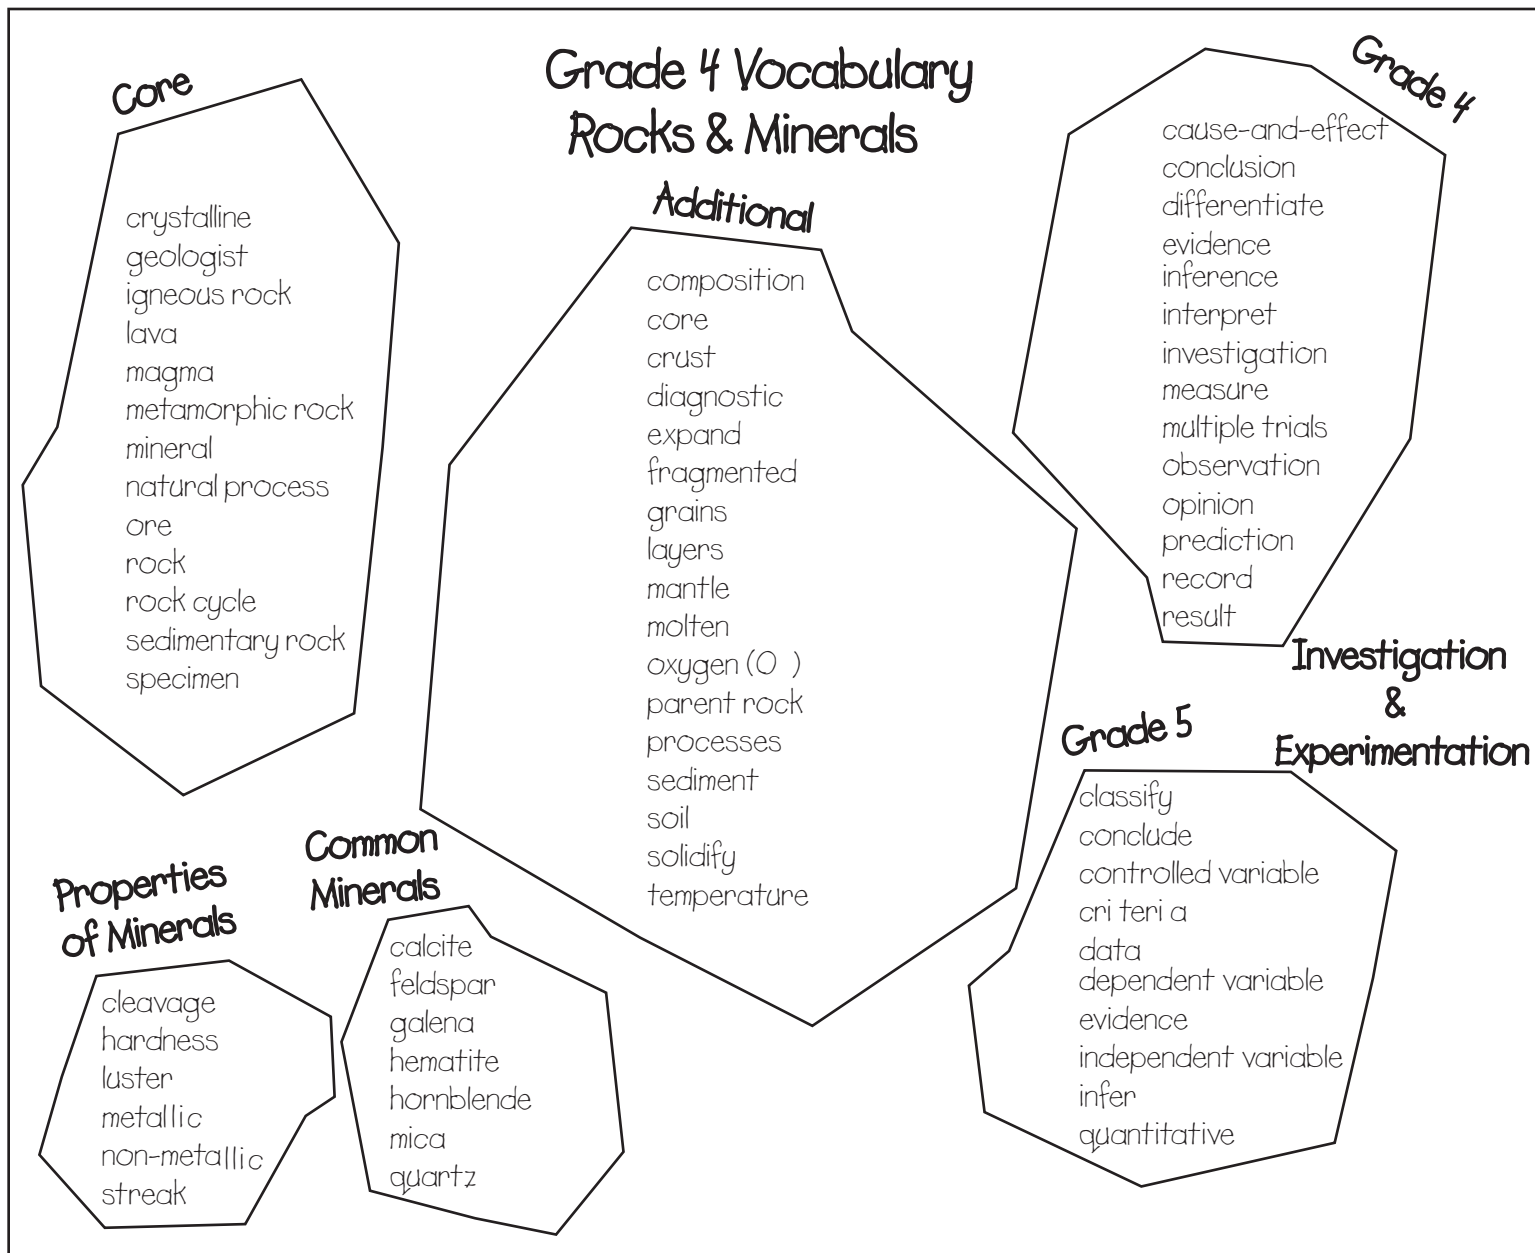 Grade 4 Vocabulary
Rocks & Minerals
Core
crystalline
geologist
igneous rock
lava
magma
metamorphic rock
mineral
natural process
ore
rock
rock cycle
sedimentary rock
specimen
Additional
composition
core
crust
diagnostic
expand
fragmented
grains
layers
mantle
molten
oxygen (O  )
parent rock
processes
sediment
soil
solidify
temperature
Grade 4
cause-and-effect
conclusion
differentiate
evidence
inference
interpret
investigation
measure
multiple trials
observation
opinion
prediction
record
result
Investigation
&
Experimentation
Grade 5
classify
conclude
controlled variable
cri teri a
data
dependent variable
evidence
independent variable
infer
quantitative
Properties
of Minerals
cleavage
hardness
luster
metallic
non-metallic
streak
Common
Minerals
calcite
feldspar
galena
hematite
hornblende
mica
quartz